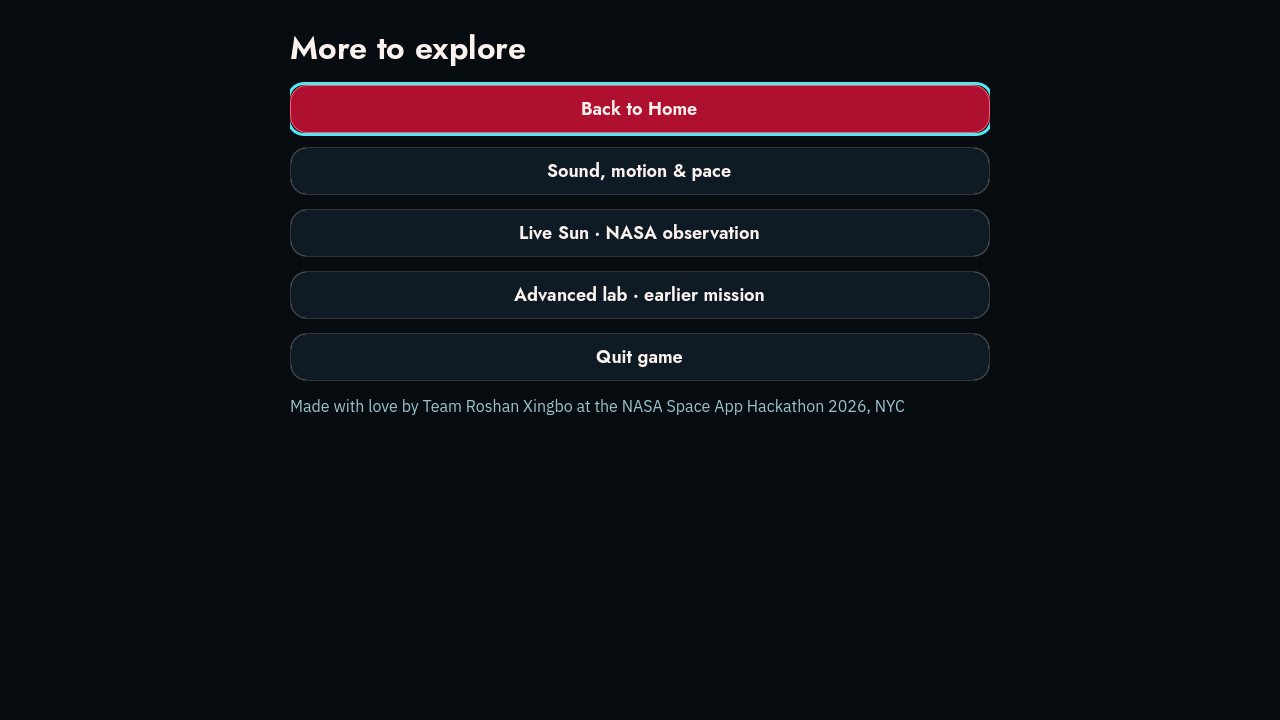 More to explore
Back to Home
Sound, motion & pace
Live Sun · NASA observation
Advanced lab · earlier mission
Quit game
Made with love by Team Roshan Xingbo at the NASA Space App Hackathon 2026, NYC